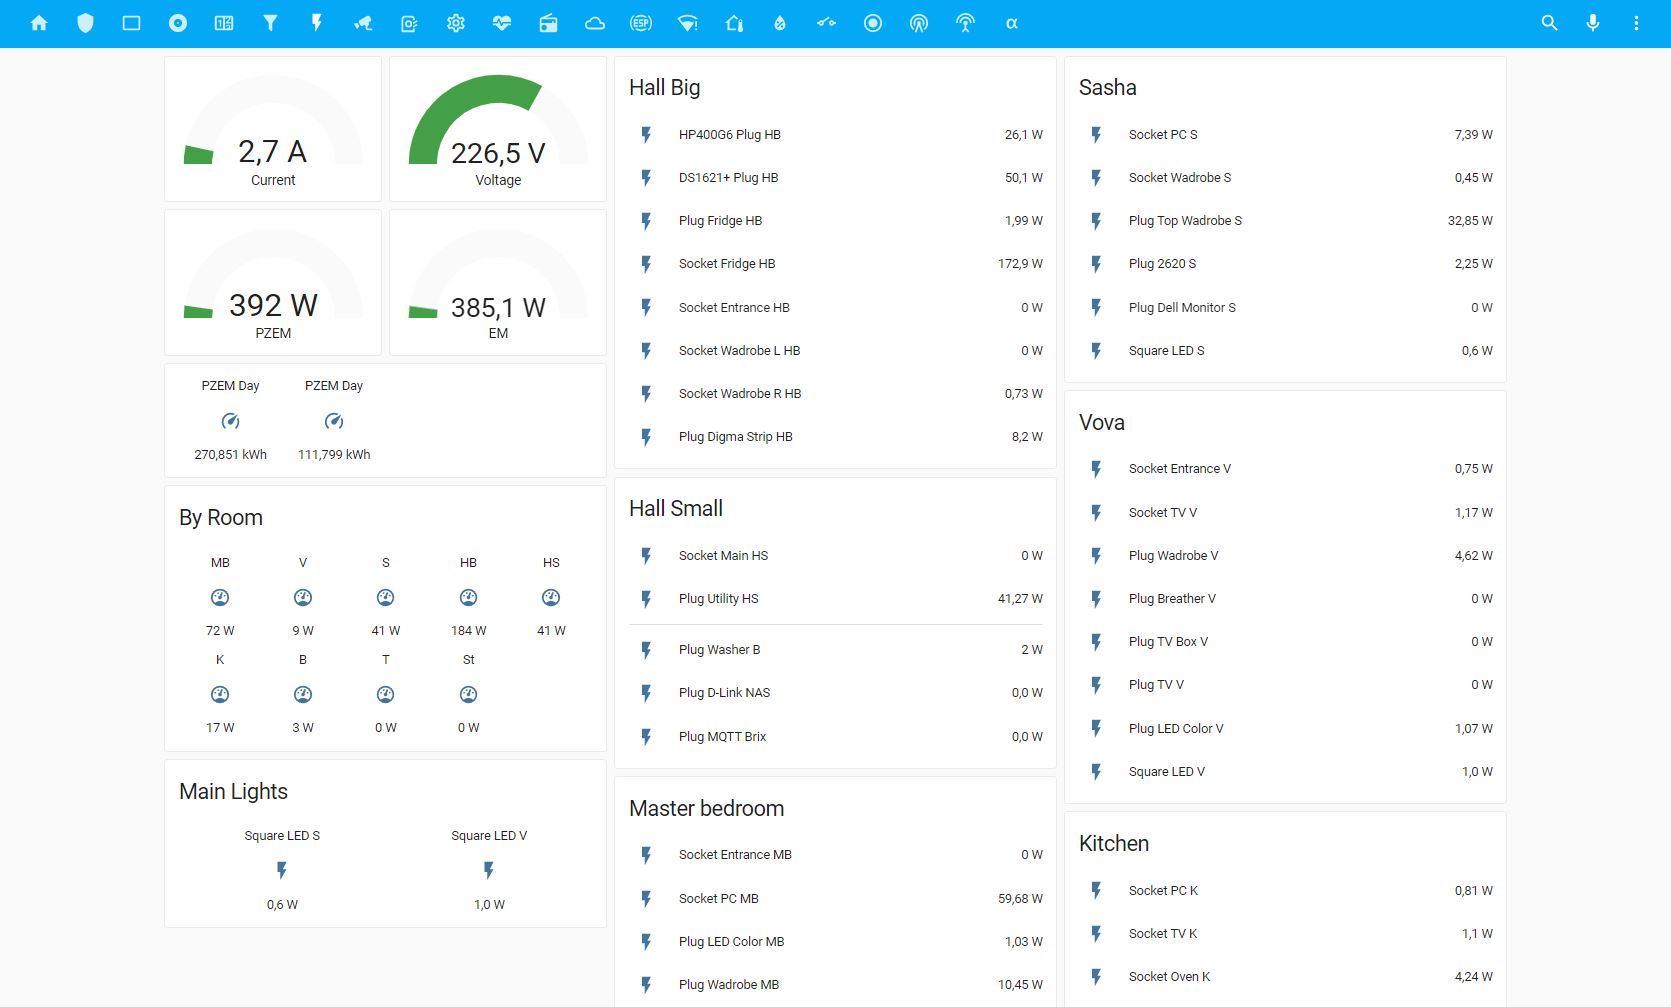 2,7 A
Current
226,5 V
Voltage
392 W
PZEM
385,1 W
EM
PZEM Day PZEM Day
270,851 kWh 111,799 kWh
By Room
MB V S HB HS
72 W 9 W 41 W 184 W 41 W
K B T St
17 W 3 W 0 W 0 W
Main Lights
Square LED S Square LED V
0,6 W 1,0 W
Hall Big
HP400G6 Plug HB 26,1 W
DS1621+ Plug HB 50,1 W
Plug Fridge HB 1,99 W
Socket Fridge HB 172,9 W
Socket Entrance HB 0 W
Socket Wadrobe L HB 0 W
Socket Wadrobe R HB 0,73 W
Plug Digma Strip HB 8,2 W
Hall Small
Socket Main HS 0 W
Plug Utility HS 41,27 W
Plug Washer B 2 W
Plug D-Link NAS 0,0 W
Plug MQTT Brix 0,0 W
Master bedroom
Socket Entrance MB 0 W
Socket PC MB 59,68 W
Plug LED Color MB 1,03 W
Plug Wadrobe MB 10,45 W
Sasha
Socket PC S 7,39 W
Socket Wadrobe S 0,45 W
Plug Top Wadrobe S 32,85 W
Plug 2620 S 2,25 W
Plug Dell Monitor S 0 W
Square LED S 0,6 W
Vova
Socket Entrance V 0,75 W
Socket TV V 1,17 W
Plug Wadrobe V 4,62 W
Plug Breather V 0 W
Plug TV Box V 0 W
Plug TV V 0 W
Plug LED Color V 1,07 W
Square LED V 1,0 W
Kitchen
Socket PC K 0,81 W
Socket TV K 1,1 W
Socket Oven K 4,24 W